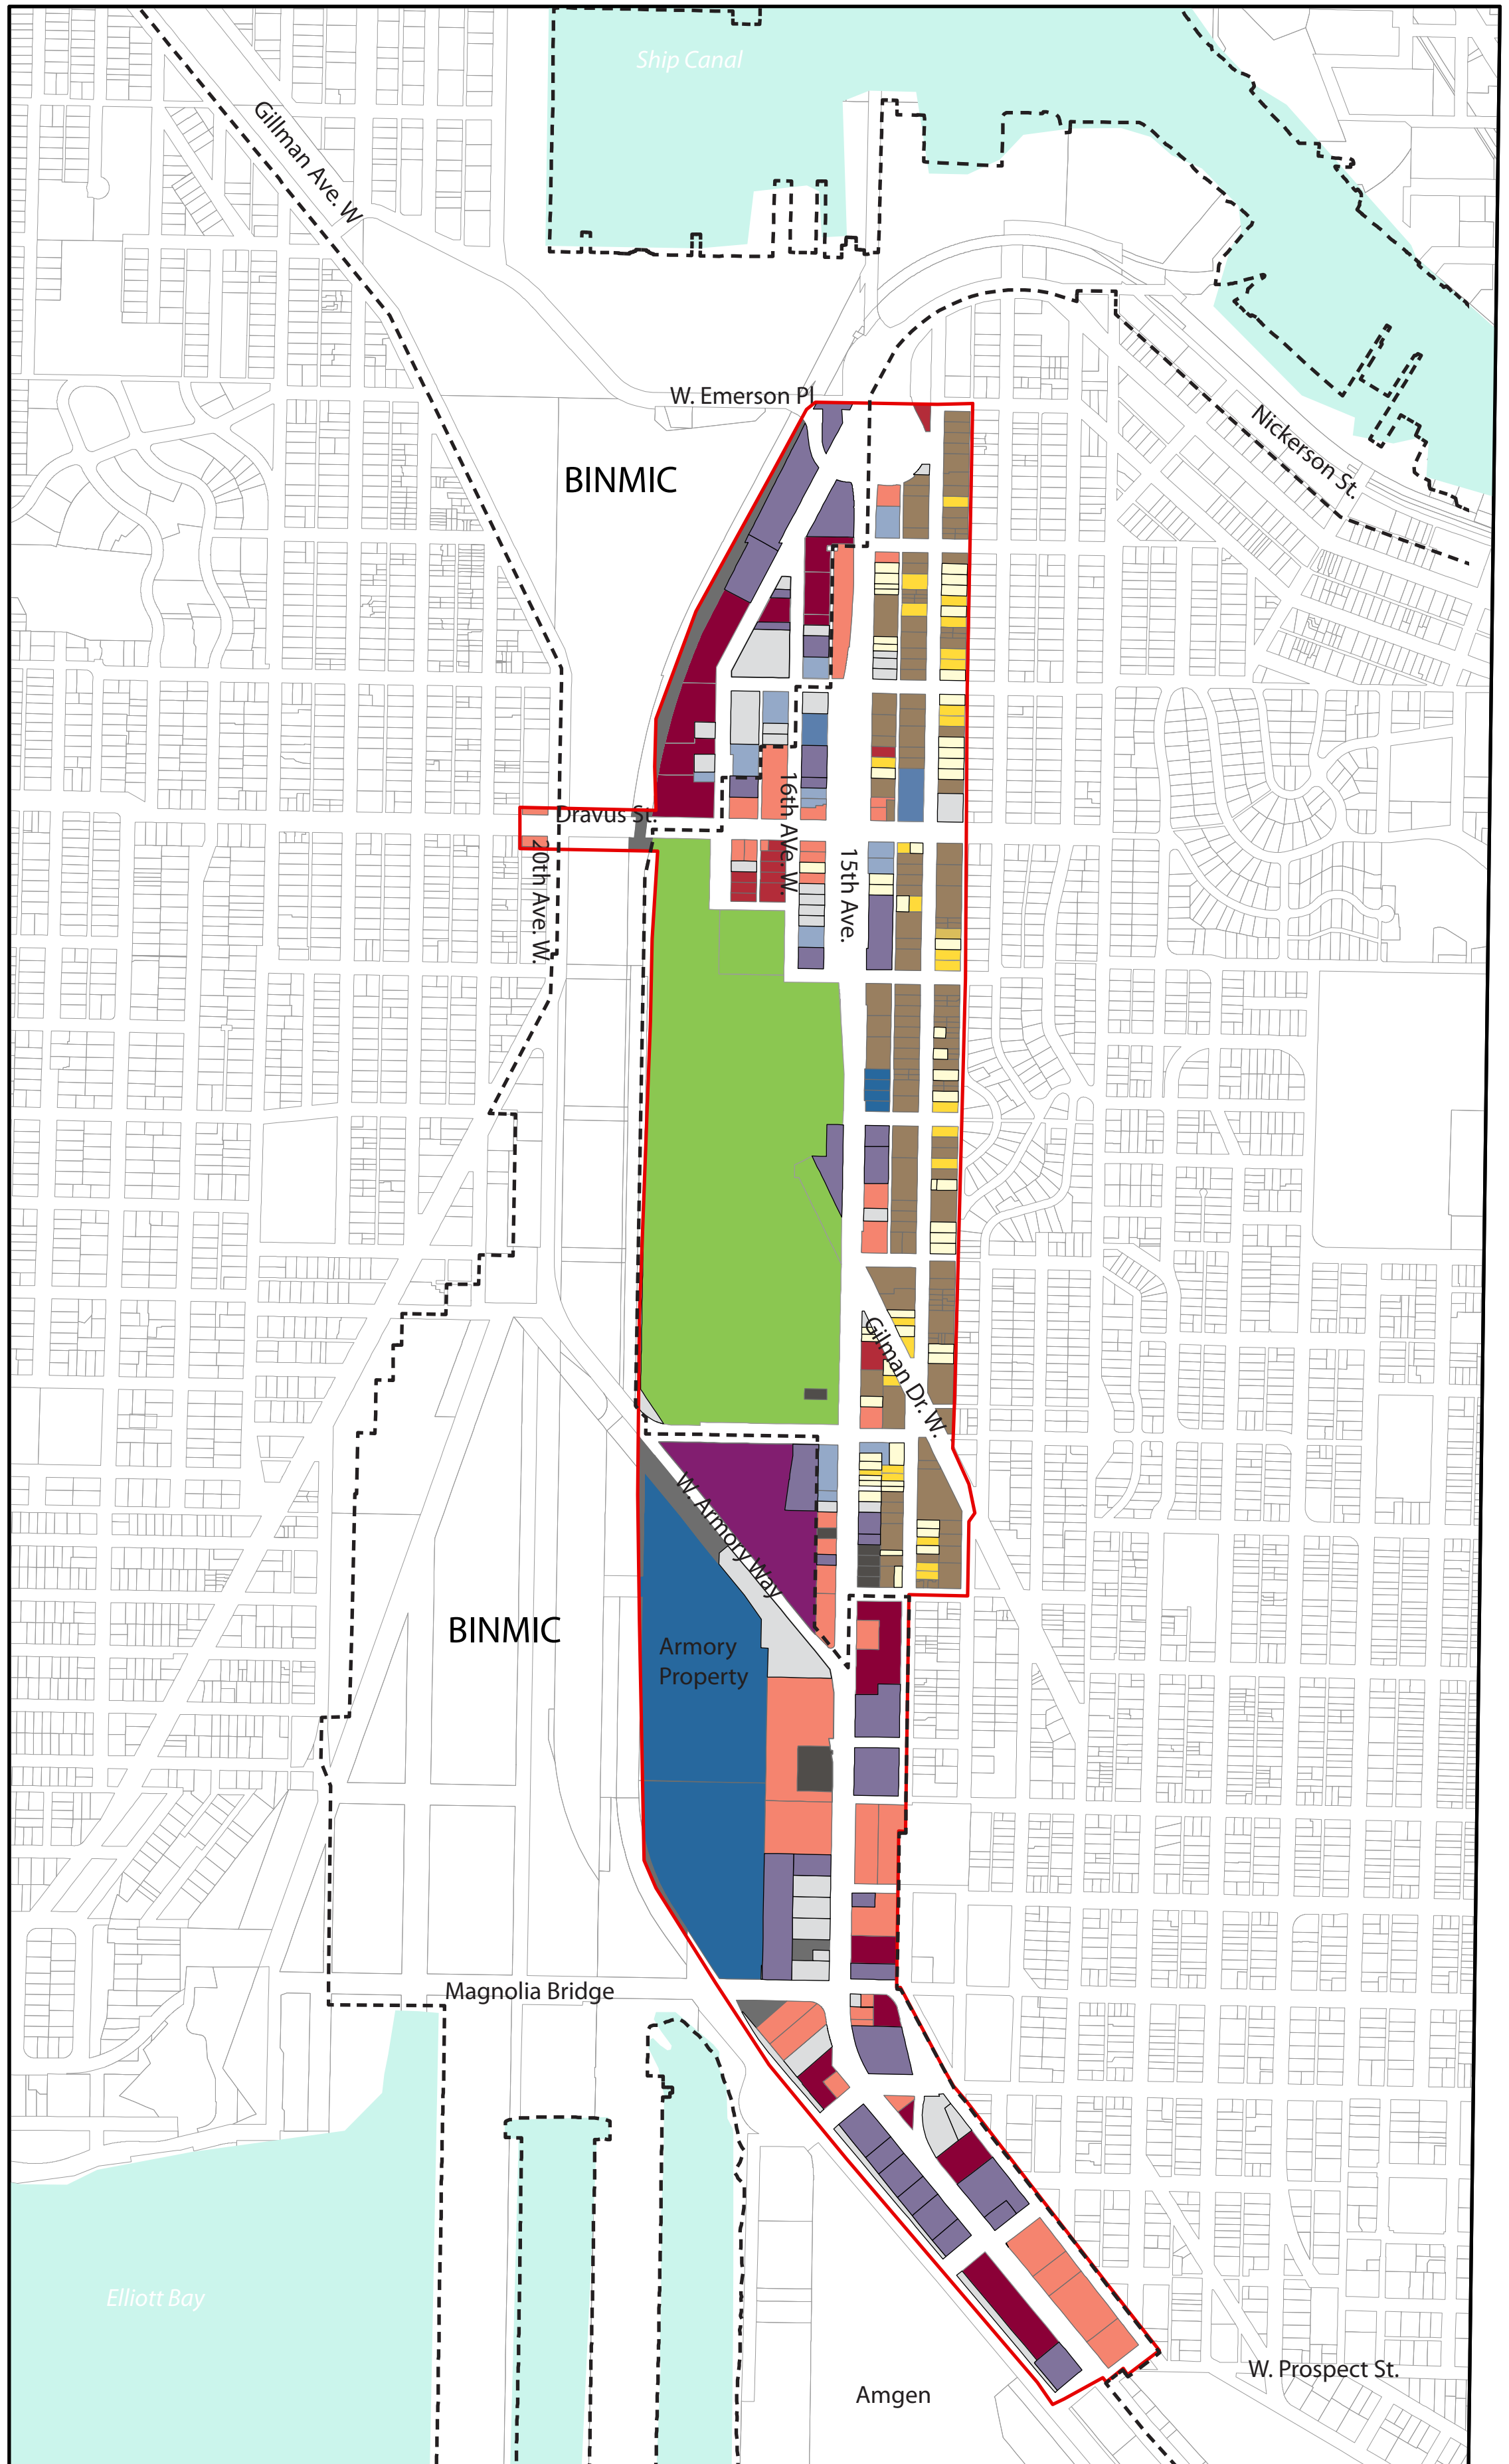 Ship Canal
Gillman Ave. W
W. Emerson Pl
Nickerson St.
BINMIC
Dravus St.
16th AVe. W.
15th Ave.
20th Ave. W.
Gilman Dr. W.
W. Armory Way
BINMIC
Armory
Property
Magnolia Bridge
Elliott Bay
W. Prospect St.
Amgen